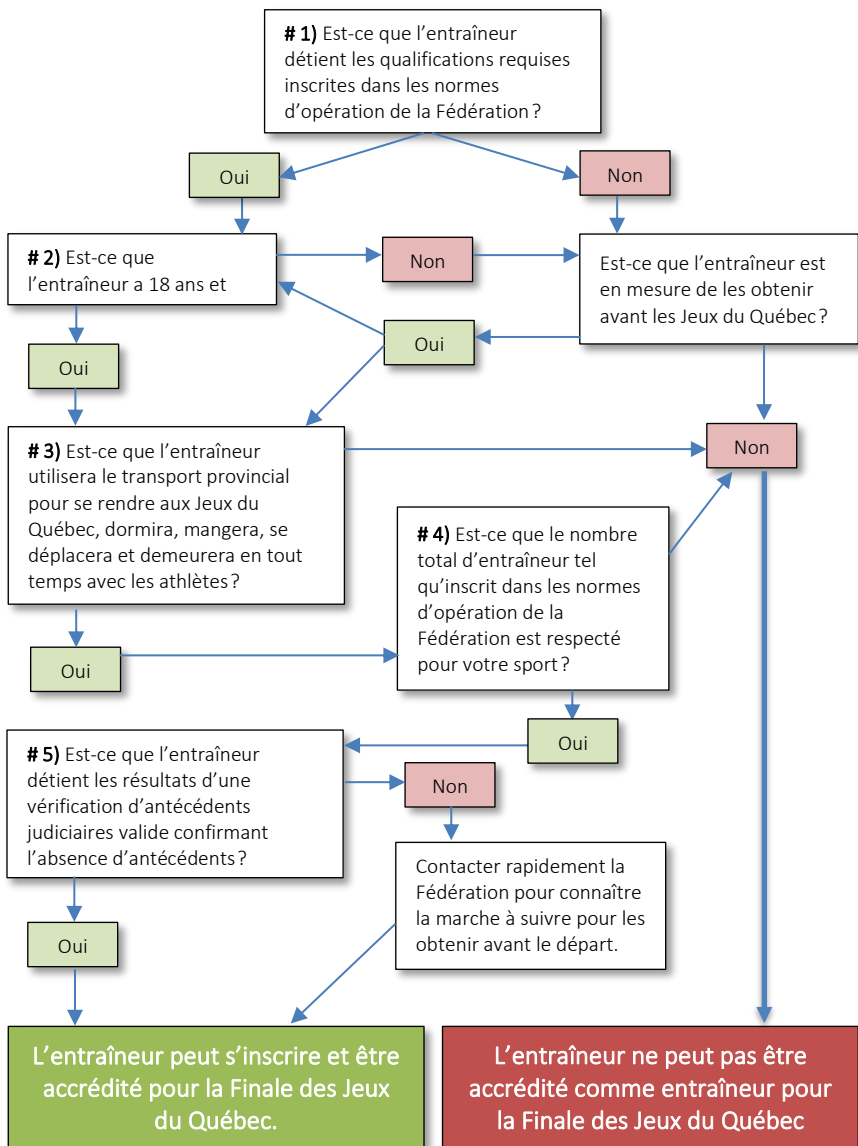 # 1) Est-ce que l’entraîneur
détient les qualifications requises
inscrites dans les normes
d’opération de la Fédération ?
Oui
Non
# 2) Est-ce que
l’entraîneur a 18 ans et
Non
Est-ce que l’entraîneur est
en mesure de les obtenir
avant les Jeux du Québec ?
Oui
Oui
# 3) Est-ce que l’entraîneur
utilisera le transport provincial
pour se rendre aux Jeux du
Québec, dormira, mangera, se
déplacera et demeurera en tout
temps avec les athlètes ?
Non
# 4) Est-ce que le nombre
total d’entraîneur tel
qu’inscrit dans les normes
d’opération de la
Fédération est respecté
pour votre sport ?
Oui
Oui
# 5) Est-ce que l’entraîneur
détient les résultats d’une
vérification d’antécédents
judiciaires valide confirmant
l’absence d’antécédents ?
Non
Contacter rapidement la
Fédération pour connaître
la marche à suivre pour les
obtenir avant le départ.
Oui
L’entraîneur peut s’inscrire et être
accrédité pour la Finale des Jeux
du Québec.
L’entraîneur ne peut pas être
accrédité comme entraîneur pour
la Finale des Jeux du Québec